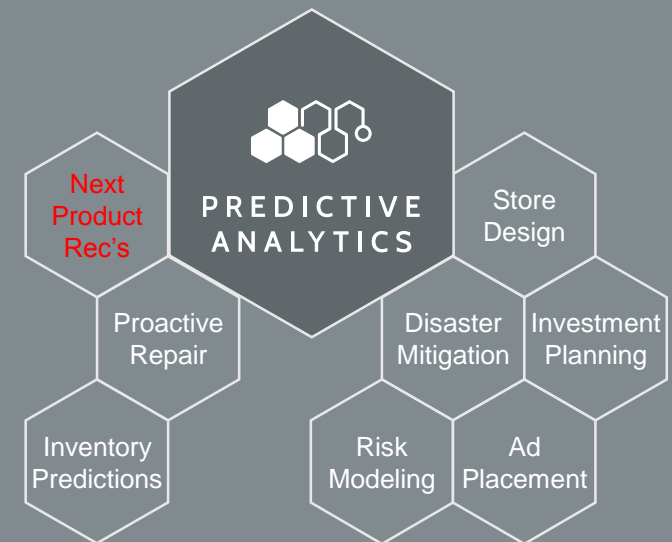 PREDICTIVE
ANALYTICS
Next
Product
Rec's
Proactive
Repair
Inventory
Predictions
Store
Design
Disaster
Mitigation
Investment
Planning
Risk
Modeling
Ad
Placement